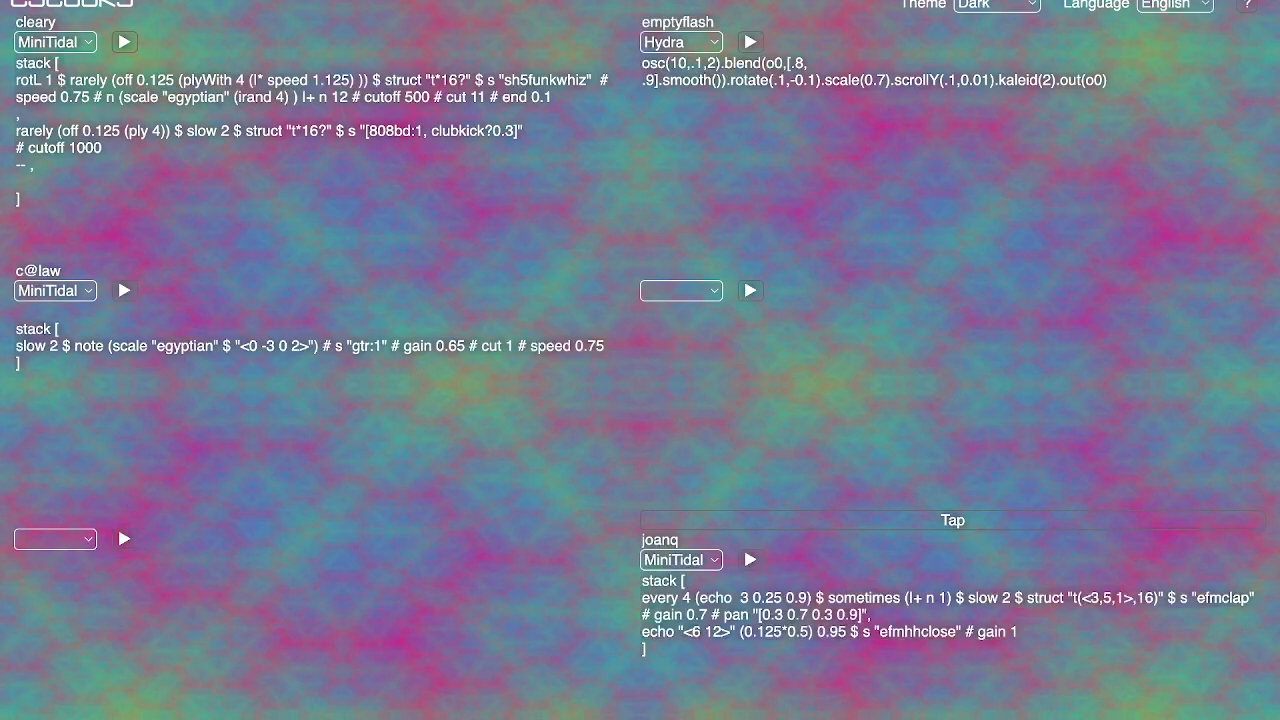 Theme Dark Language English ?
cleary
MiniTidal
stack [
rotL 1 $ rarely (off 0.125 (plyWith 4 (|* speed 1.125) )) $ struct "t*16?" $ s "sh5funkwhiz" #
speed 0.75 # n (scale "egyptian" (irand 4) ) |+ n 12 # cutoff 500 # cut 11 # end 0.1
,
rarely (off 0.125 (ply 4)) $ slow 2 $ struct "t*16?" $ s "[808bd:1, clubkick?0.3]"
# cutoff 1000
-- ,
]
emptyflash
Hydra
osc(10,.1,2).blend(o0,[.8,
.9].smooth()).rotate(.1,-0.1).scale(0.7).scrollY(.1,0.01).kaleid(2).out(o0)
c@law
MiniTidal
stack [
slow 2 $ note (scale "egyptian" $ "<0 -3 0 2>") # s "gtr:1" # gain 0.65 # cut 1 # speed 0.75
]
Tap
joanq
MiniTidal
stack [
every 4 (echo  3 0.25 0.9) $ sometimes (|+ n 1) $ slow 2 $ struct "t(<3,5,1>,16)" $ s "efmclap"
# gain 0.7 # pan "[0.3 0.7 0.3 0.9]",
echo "<6 12>" (0.125*0.5) 0.95 $ s "efmhhclose" # gain 1
]